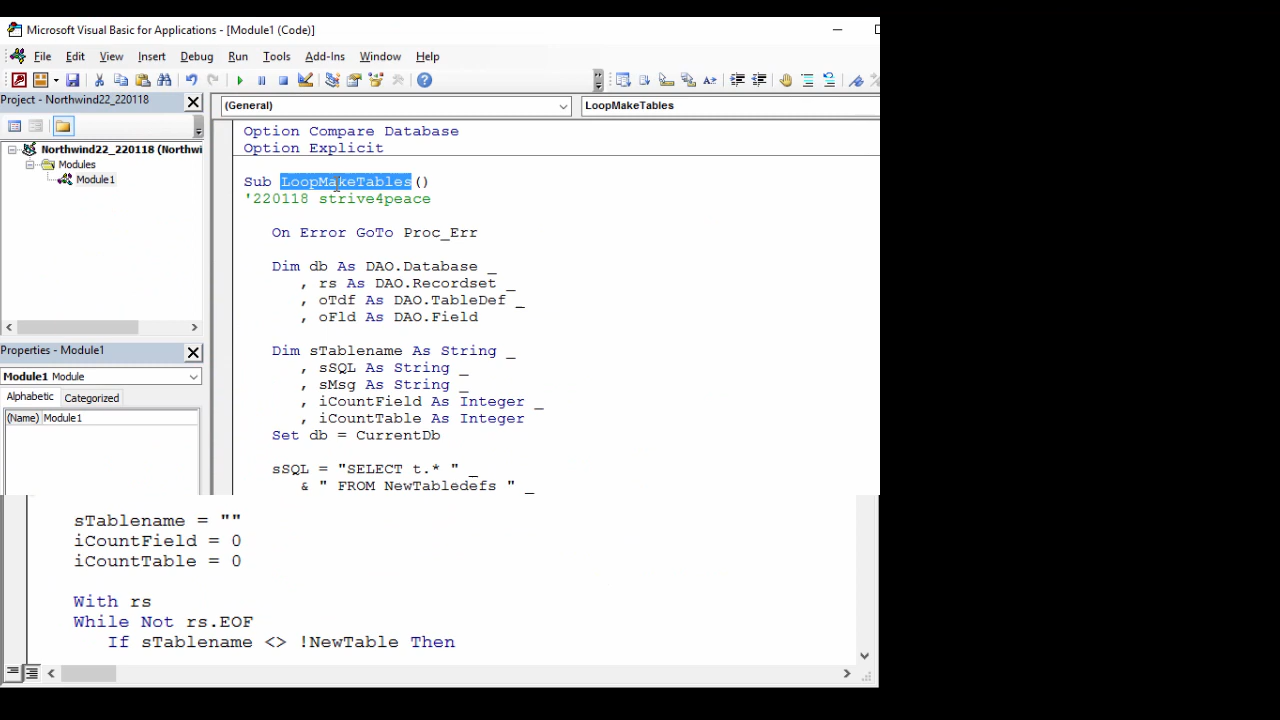 Microsoft Visual Basic for Applications - [Module1 (Code)]
File Edit View Insert Debug Run Tools Add-Ins Window Help
Project - Northwind22_220118
Northwind22_220118 (Northwi
Modules
Module1
Properties - Module1
Module1 Module
Alphabetic Categorized
(Name) Module1
(General) LoopMakeTables
Option Compare Database
Option Explicit
Sub LoopMakeTables()
'220118 strive4peace
On Error GoTo Proc_Err
Dim db As DAO.Database _
, rs As DAO.Recordset _
, oTdf As DAO.TableDef _
, oFld As DAO.Field
Dim sTablename As String _
, sSQL As String _
, sMsg As String _
, iCountField As Integer _
, iCountTable As Integer
Set db = CurrentDb
sSQL = "SELECT t.* " _
& " FROM NewTabledefs " _
sTablename = ""
iCountField = 0
iCountTable = 0
With rs
While Not rs.EOF
If sTablename <> !NewTable Then